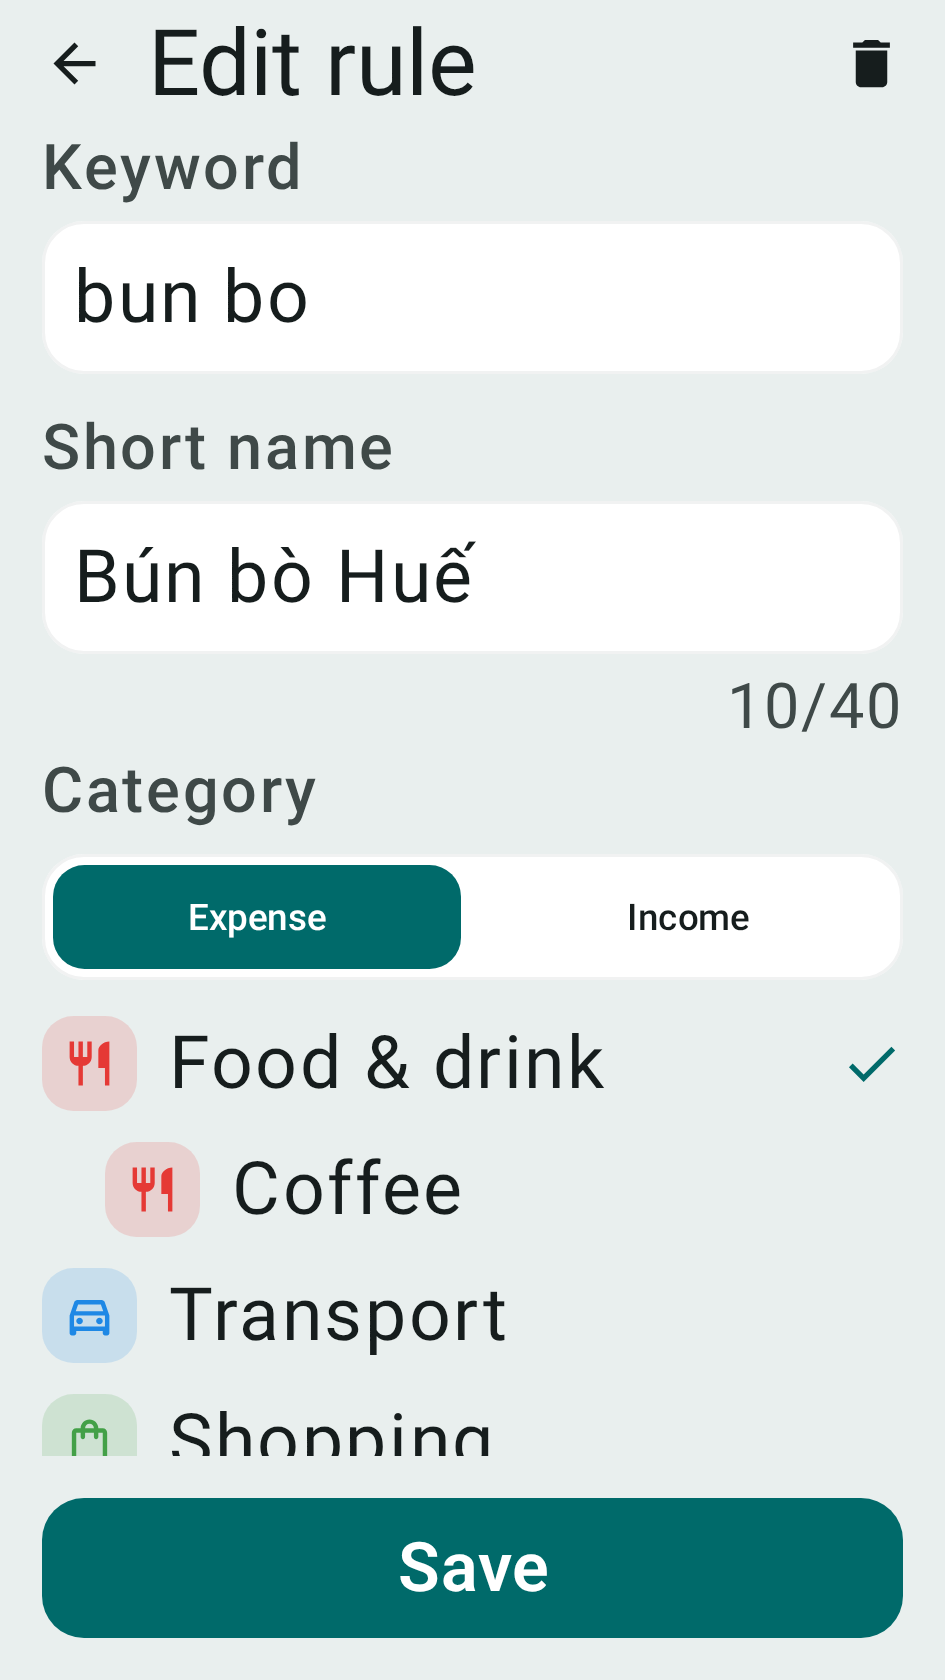 Edit rule
Keyword
bun bo
Short name
Bún bò Huế
10/40
Category
Expense
Income
Food & drink
Coffee
Transport
Shopping
Save